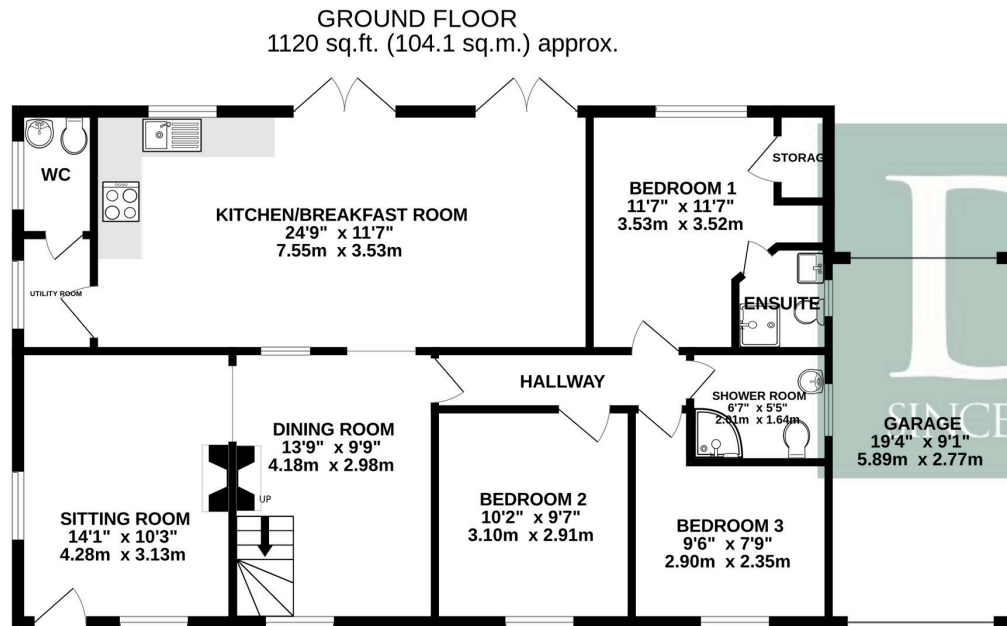 GROUND FLOOR
1120 sq.ft. (104.1 sq.m.) approx.
WC
KITCHEN/BREAKFAST ROOM
24'9" x 11'7"
7.55m x 3.53m
BEDROOM 1
11'7" x 11'7"
3.53m x 3.52m
STORAG
UTILITY ROOM
ENSUITE
HALLWAY
SHOWER ROOM
6'7" x 5'5"
2.01m x 1.64m
SINCE
GARAGE
19'4" x 9'1"
5.89m x 2.77m
DINING ROOM
13'9" x 9'9"
4.18m x 2.98m
UP
SITTING ROOM
14'1" x 10'3"
4.28m x 3.13m
BEDROOM 2
10'2" x 9'7"
3.10m x 2.91m
BEDROOM 3
9'6" x 7'9"
2.90m x 2.35m